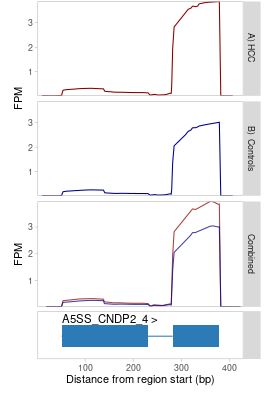 3
2
1
A) HCC
FPM
3
2
1
B) Controls
3
2
1
Combined
FPM
A5SS_CNDP2_4 >
100 200 300 400
Distance from region start (bp)